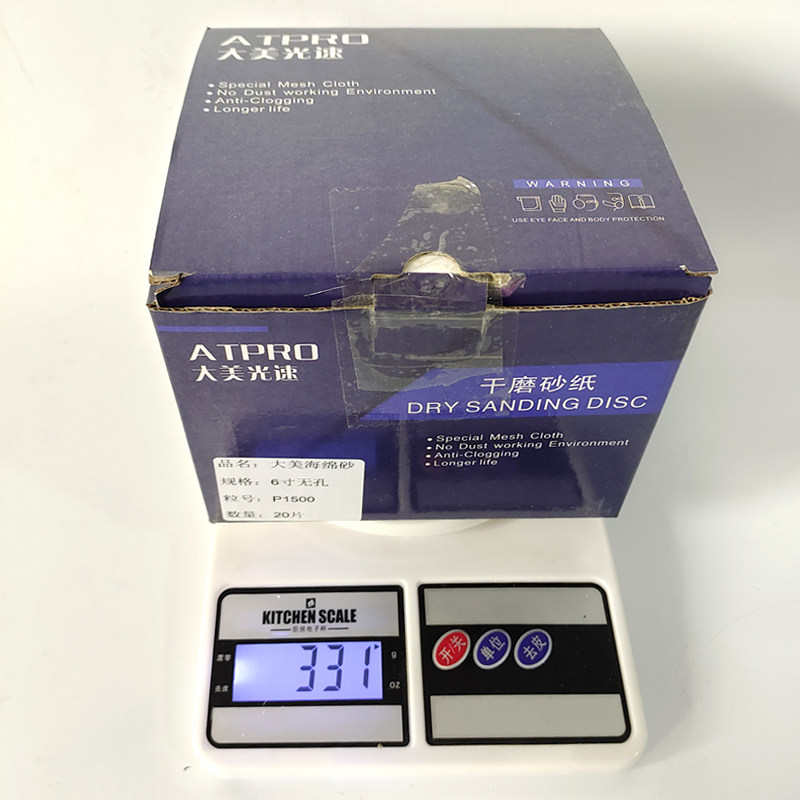 ATPRO
大美光速
• Special Mesh Cloth
• No Dust working Environment
• Anti-Clogging
• Longer life
WARNING
USE EYE FACE AND BODY PROTECTION
ATPRO
大美光速
干磨砂纸
DRY SANDING DISC
• Special Mesh Cloth
• No Dust working Environment
• Anti-Clogging
• Longer life
品名：大美海绵砂
规格：6寸无孔
粒号：P1500
数量：20片
KITCHEN SCALE
331
g
OZ
开/关
单位
去皮